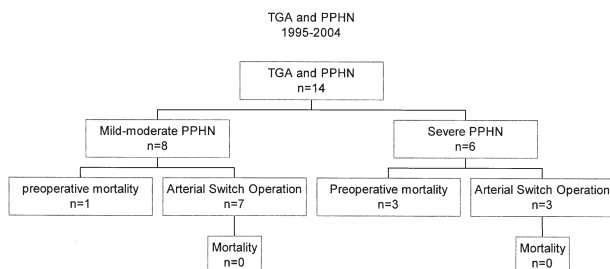 TGA and PPHN
1995-2004
TGA and PPHN
n=14
Mild-moderate PPHN
n=8
Severe PPHN
n=6
preoperative mortality
n=1
Arterial Switch Operation
n=7
Preoperative mortality
n=3
Arterial Switch Operation
n=3
Mortality
n=0
Mortality
n=0